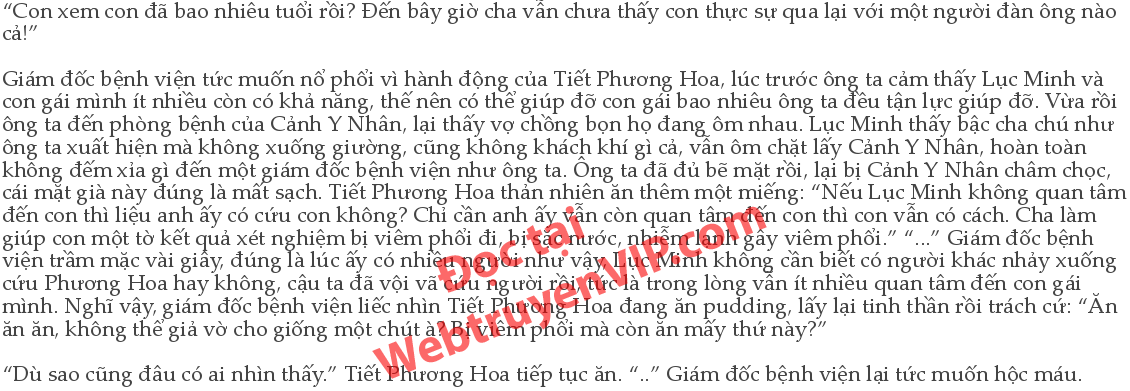 “Con xem con đã bao nhiêu tuổi rồi? Đến bây giờ cha vẫn chưa thấy con thực sự qua lại với một người đàn ông nào
cả!”
Giám đốc bệnh viện tức muốn nổ phổi vì hành động của Tiết Phương Hoa, lúc trước ông ta cảm thấy Lục Minh và
con gái mình ít nhiều còn có khả năng, thế nên có thể giúp đỡ con gái bao nhiêu ông ta đều tận lực giúp đỡ. Vừa rồi
ông ta đến phòng bệnh của Cảnh Y Nhân, lại thấy vợ chồng bọn họ đang ôm nhau. Lục Minh thấy bậc cha chú như
ông ta xuất hiện mà không xuống giường, cũng không khách khí gì cả, vẫn ôm chặt lấy Cảnh Y Nhân, hoàn toàn
không đếm xỉa gì đến một giám đốc bệnh viện như ông ta. Ông ta đã đủ bẽ mặt rồi, lại bị Cảnh Y Nhân châm chọc,
cái mặt già này đúng là mất sạch. Tiết Phương Hoa thản nhiên ăn thêm một miếng: “Nếu Lục Minh không quan tâm
đến con thì liệu anh ấy có cứu con không? Chỉ cần anh ấy vẫn còn quan tâm đến con thì con vẫn có cách. Cha làm
giúp con một tờ kết quả xét nghiệm bị viêm phổi đi, bị sặc nước, nhiễm lạnh gây viêm phổi.” “...” Giám đốc bệnh
viện trầm mặc vài giây, đúng là lúc ấy có nhiều người như vậy, Lục Minh không cần biết có người khác nhảy xuống
cứu Phương Hoa hay không, cậu ta đã vội vã cứu người rồi, tức là trong lòng vẫn ít nhiều quan tâm đến con gái
mình. Nghĩ vậy, giám đốc bệnh viện liếc nhìn Tiết Phương Hoa đang ăn pudding, lấy lại tinh thần rồi trách cứ: “Ăn
ăn ăn, không thể giả vờ cho giống một chút à? Bị viêm phổi mà còn ăn mấy thứ này?”
“Dù sao cũng đâu có ai nhìn thấy.” Tiết Phương Hoa tiếp tục ăn. “..” Giám đốc bệnh viện lại tức muốn hộc máu.
Đọc tại
WebtruyenVIP.com